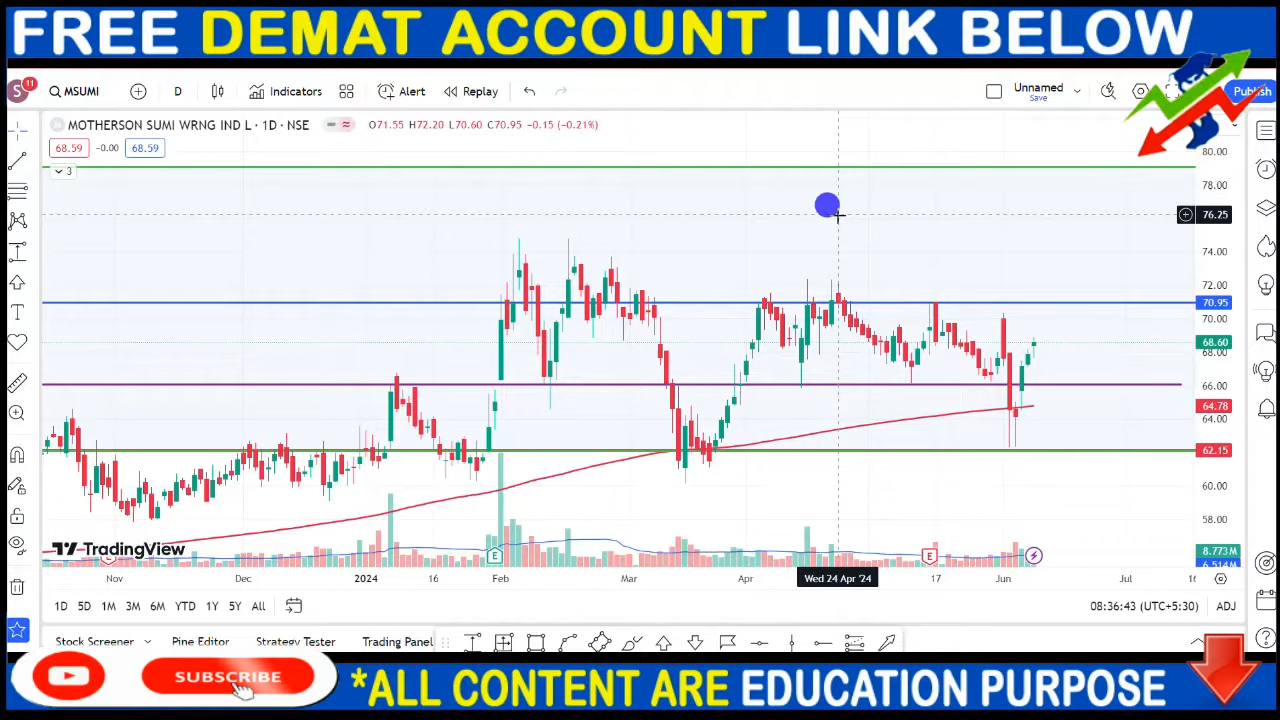 FREE DEMAT ACCOUNT LINK BELOW
S 11 MSUMI D Indicators Alert Replay Unnamed Save Publish
MOTHERSON SUMI WRNG IND L · 1D · NSE O71.55 H72.20 L70.60 C70.95 −0.15 (−0.21%)
68.59 -0.00 68.59
3
80.00
78.00
76.25
74.00
72.00
70.95
70.00
68.60
68.00
66.00
64.78
64.00
62.15
60.00
58.00
TradingView
E E
8.773M
6.514M
Nov Dec 2024 16 Feb Mar Apr Wed 24 Apr '24 17 Jun Jul 16
1D 5D 1M 3M 6M YTD 1Y 5Y All 08:36:43 (UTC+5:30) ADJ
Stock Screener Pine Editor Strategy Tester Trading Panel
SUBSCRIBE
*ALL CONTENT ARE EDUCATION PURPOSE